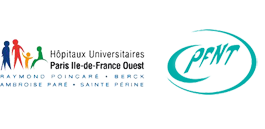 Hôpitaux Universitaires
Paris Ile-de-France Ouest
RAYMOND POINCARÉ - BERCK
AMBROISE PARÉ - SAINTE PÉRINE
PFNT